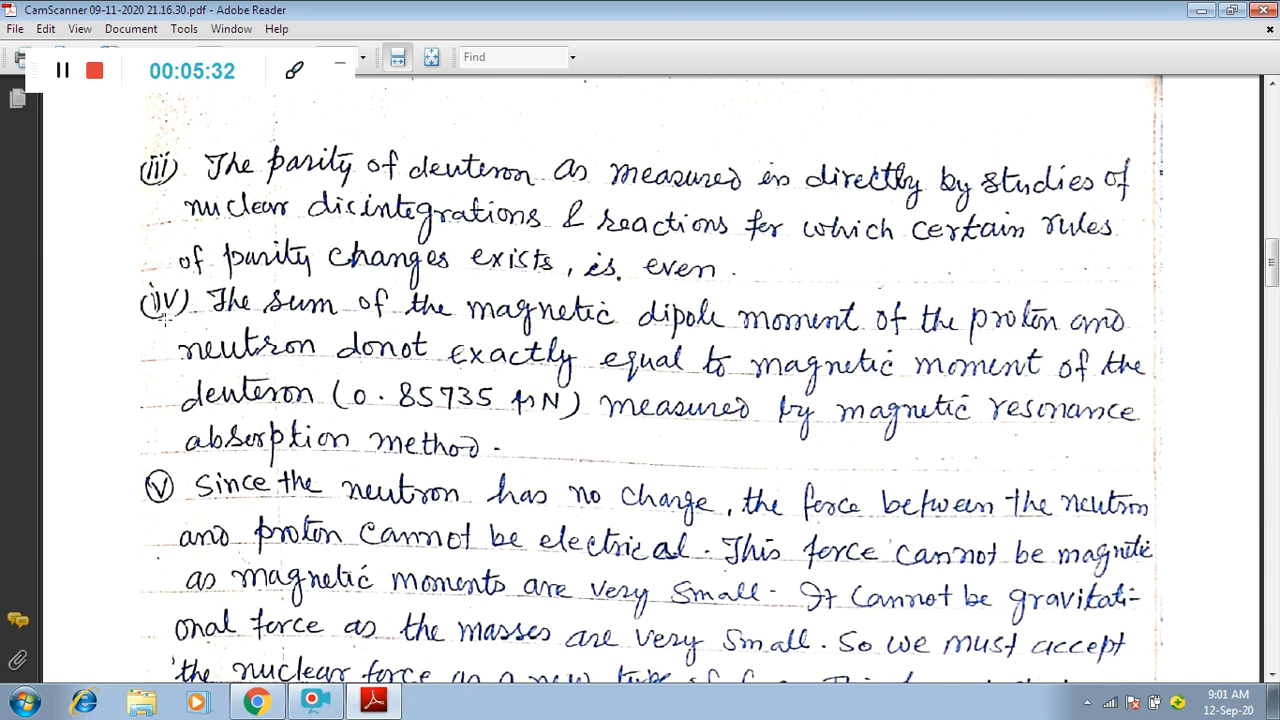 CamScanner 09-11-2020 21.16.30.pdf - Adobe Reader
File Edit View Document Tools Window Help
00:05:32
Find
(iii) The parity of deuteron as measured in directly by studies of
nuclear disintegrations & reactions for which certain rules
of parity changes exists, is even.
(iv) The sum of the magnetic dipole moment of the proton and
neutron donot exactly equal to magnetic moment of the
deuteron (0.85735 μN) measured by magnetic resonance
absorption method.
(v) Since the neutron has no charge, the force between the neutron
and proton cannot be electrical. This force cannot be magnetic
as magnetic moments are very small. It cannot be gravitati-
onal force as the masses are very small. So we must accept
the nuclear force as a new type of
9:01 AM
12-Sep-20